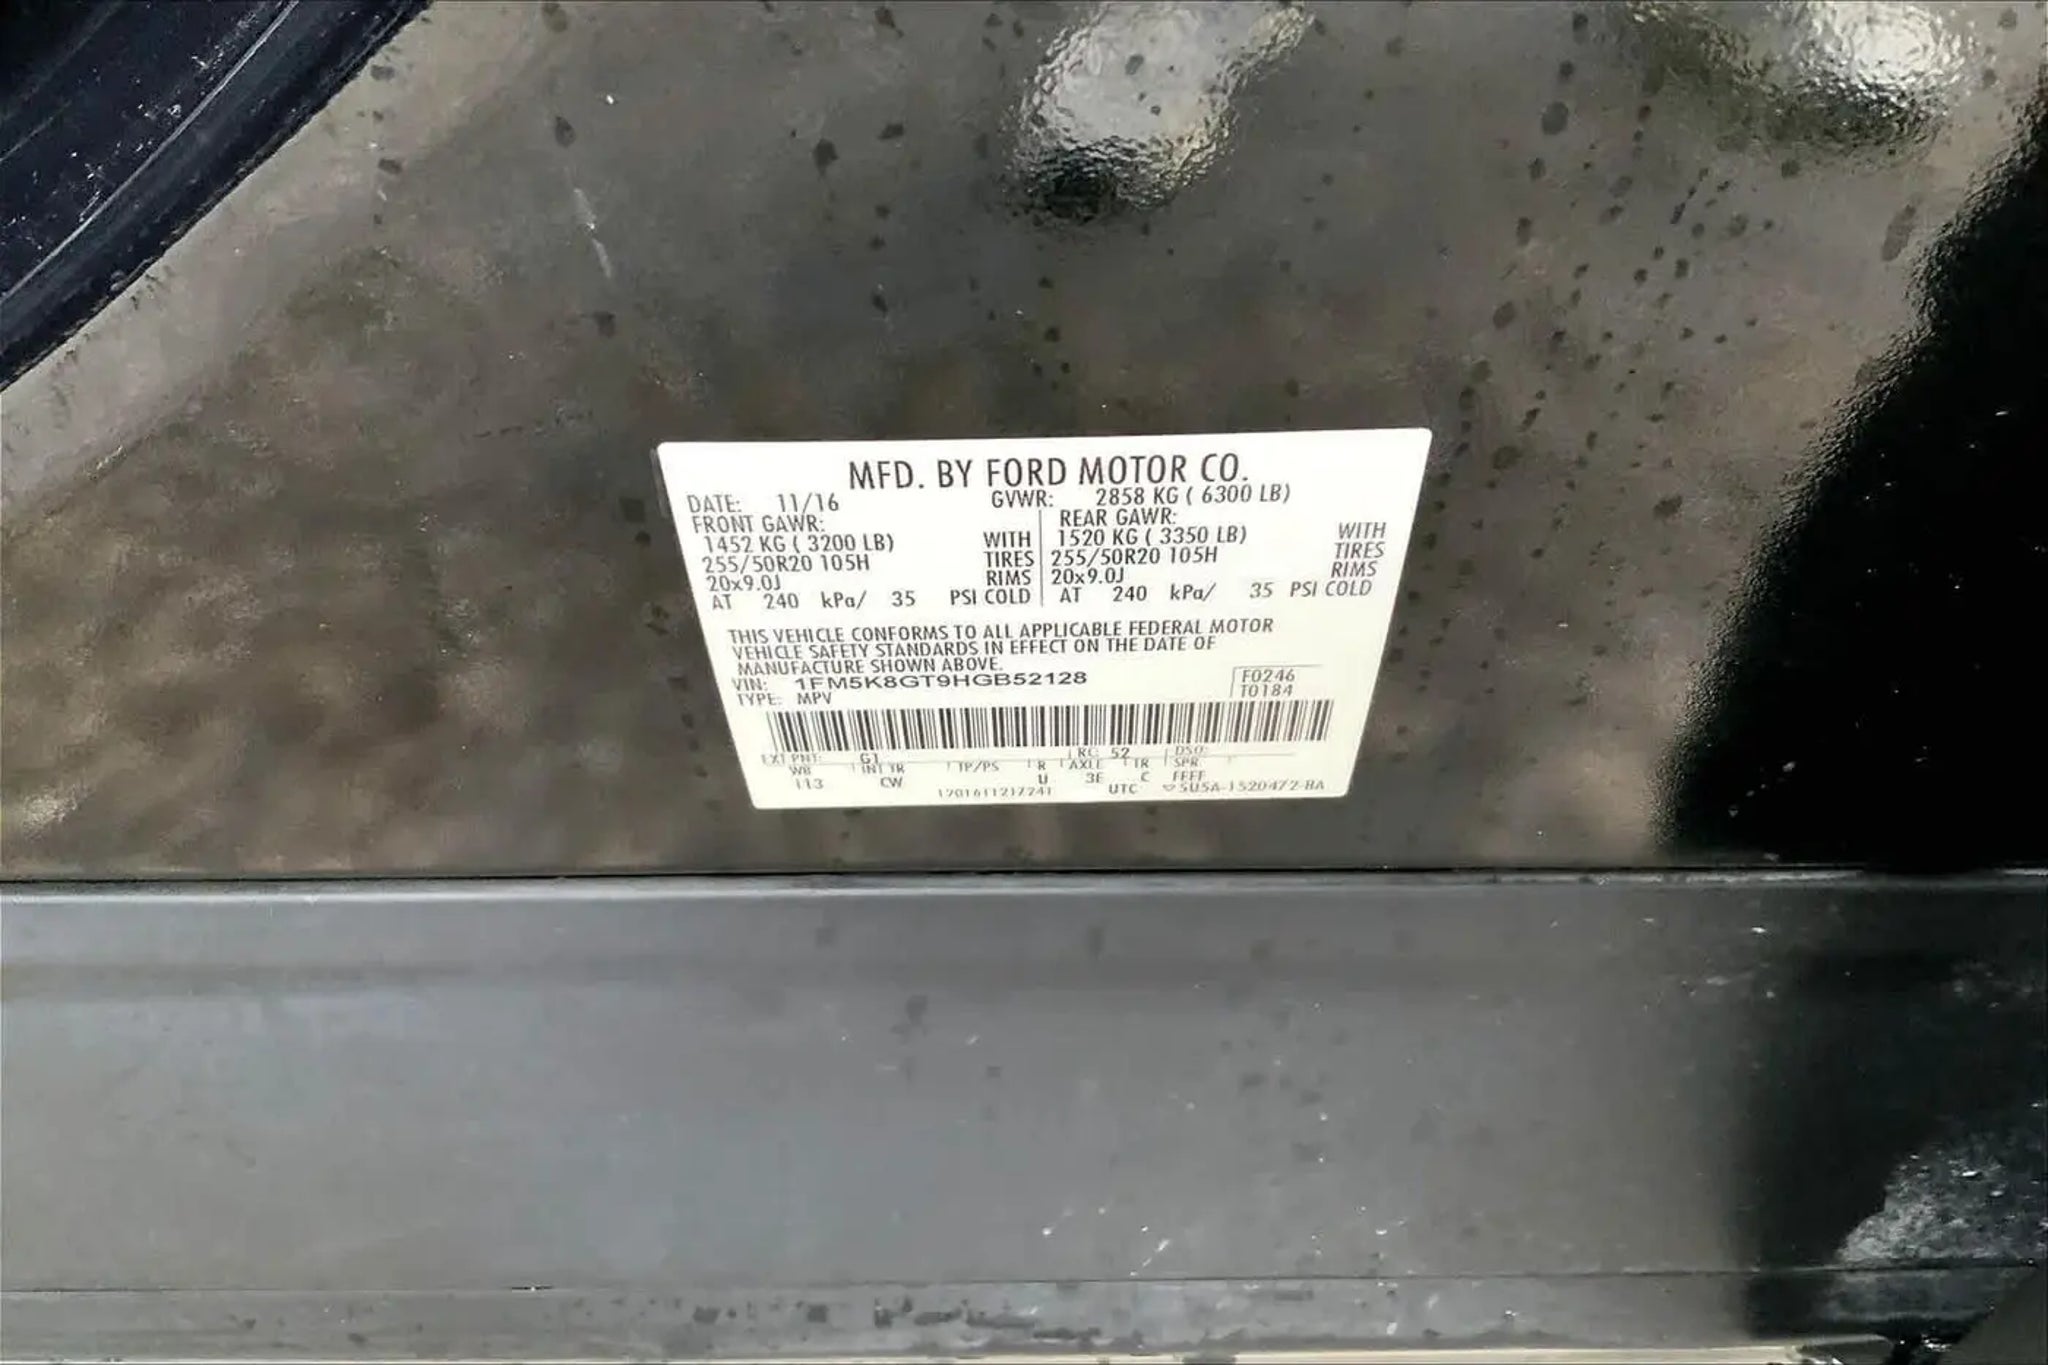 MFD. BY FORD MOTOR CO.
DATE: 11/16 GVWR: 2858 KG ( 6300 LB)
FRONT GAWR: REAR GAWR:
1452 KG ( 3200 LB) WITH 1520 KG ( 3350 LB) WITH
255/50R20 105H TIRES 255/50R20 105H TIRES
20x9.0J RIMS 20x9.0J RIMS
AT 240 kPa/ 35 PSI COLD AT 240 kPa/ 35 PSI COLD
THIS VEHICLE CONFORMS TO ALL APPLICABLE FEDERAL MOTOR
VEHICLE SAFETY STANDARDS IN EFFECT ON THE DATE OF
MANUFACTURE SHOWN ABOVE.
VIN: 1FM5K8GT9HGB52128 F0246
TYPE: MPV T0184
EXT PNT: G1 RC: 52 DSO:
WB INT TR TP/PS R AXLE TR SPR
113 CW U 3E C FFFF
UTC